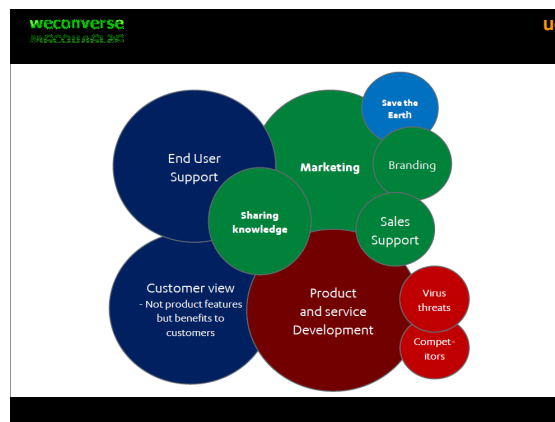 weconverse
u
Save the
Earth
End User
Support
Marketing
Branding
Sharing
knowledge
Sales
Support
Customer view
- Not product features
but benefits to
customers
Product
and service
Development
Virus
threats
Compet-
itors